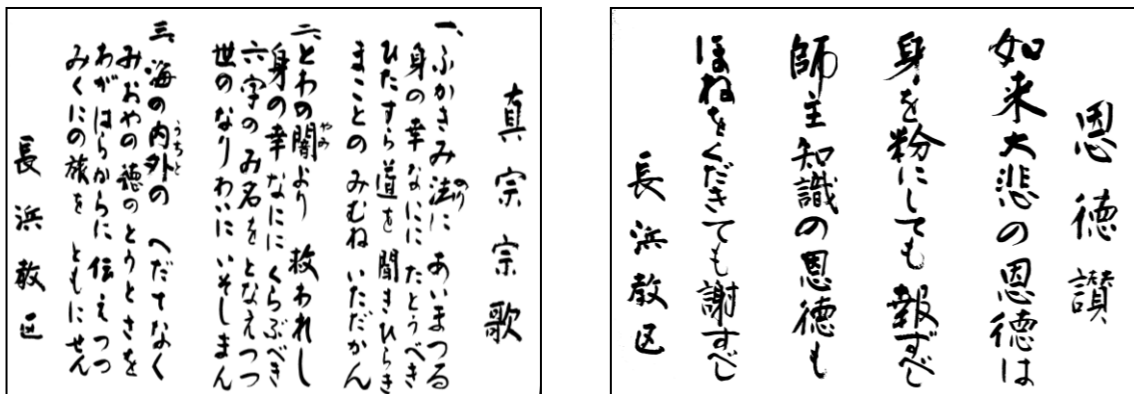 真宗宗歌
一、ふかきみ法に あいまつる
のり
身の幸なにに たとうべき
ひたすら道を 聞きひらき
まことの みむね いただかん
二、とわの闇より 救われし
やみ
身の幸なにに くらぶべき
六字の み名を となえつつ
世のなりわいに いそしまん
三、海の内外の へだてなく
うちと
みおやの徳の とうとさを
わがはらからに 伝えつつ
みくにの旅を ともにせん
長浜教区
恩徳讃
如来大悲の恩徳は
身を粉にしても報ずべし
師主知識の恩徳も
ほねをくだきても謝すべし
長浜教区